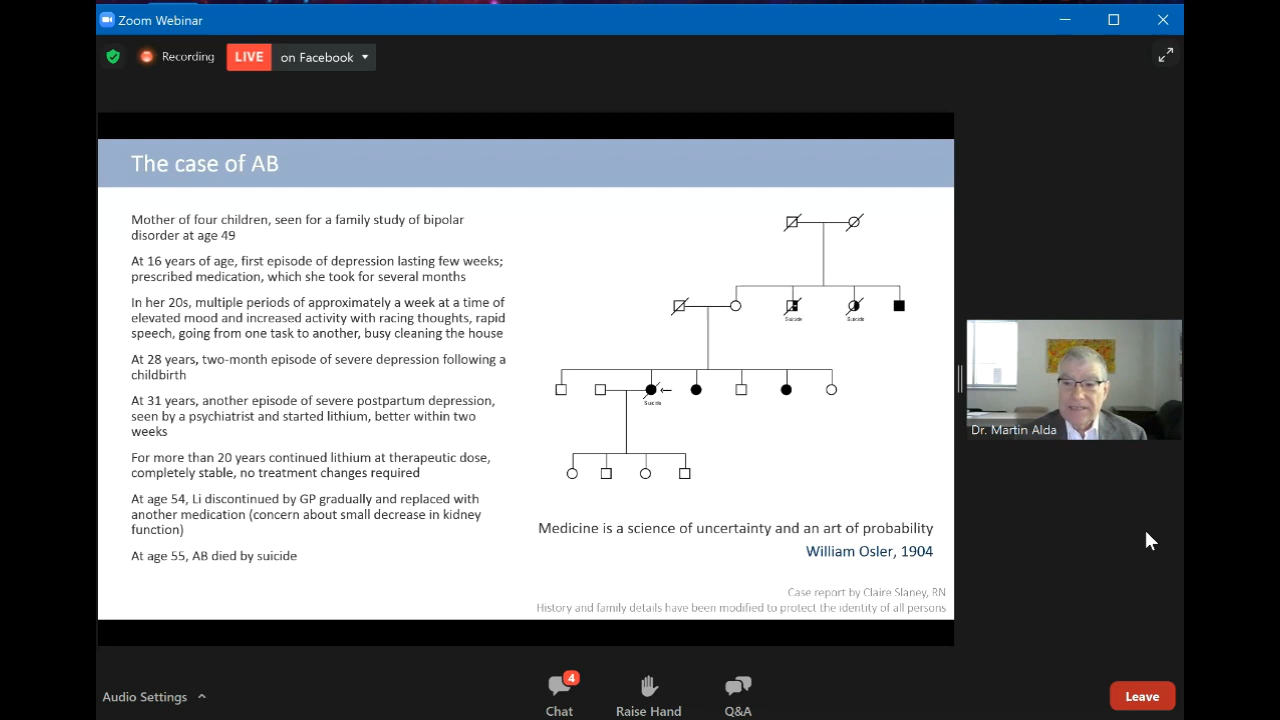 Zoom Webinar
Recording
LIVE
on Facebook
The case of AB
Mother of four children, seen for a family study of bipolar
disorder at age 49
At 16 years of age, first episode of depression lasting few weeks;
prescribed medication, which she took for several months
In her 20s, multiple periods of approximately a week at a time of
elevated mood and increased activity with racing thoughts, rapid
speech, going from one task to another, busy cleaning the house
At 28 years, two-month episode of severe depression following a
childbirth
At 31 years, another episode of severe postpartum depression,
seen by a psychiatrist and started lithium, better within two
weeks
For more than 20 years continued lithium at therapeutic dose,
completely stable, no treatment changes required
At age 54, Li discontinued by GP gradually and replaced with
another medication (concern about small decrease in kidney
function)
At age 55, AB died by suicide
Suicide
Suicide
Suicide
Medicine is a science of uncertainty and an art of probability
William Osler, 1904
Case report by Claire Slaney, RN
History and family details have been modified to protect the identity of all persons
Dr. Martin Alda
Audio Settings
4
Chat
Raise Hand
Q&A
Leave